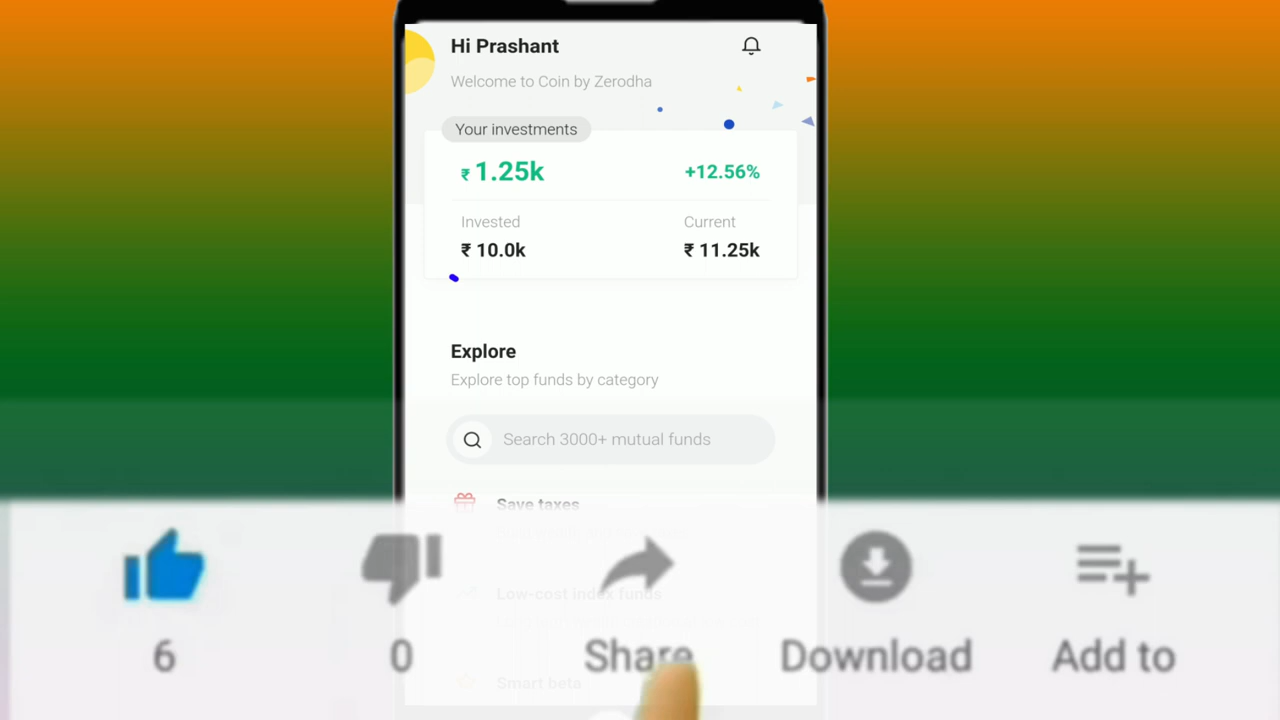 Hi Prashant
Welcome to Coin by Zerodha
Your investments
₹ 1.25k +12.56%
Invested Current
₹ 10.0k ₹ 11.25k
Explore
Explore top funds by category
Search 3000+ mutual funds
Save taxes
Low-cost index funds
6 0 Share Download Add to
Smart beta